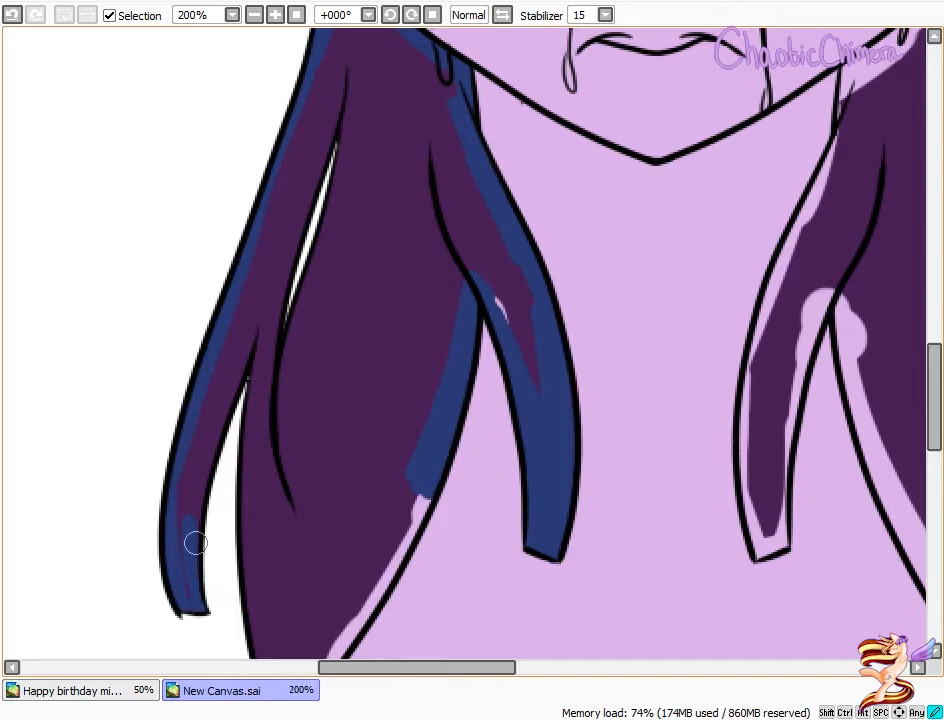 Selection 200% +000° Normal Stabilizer 15
ChaoticChimera
Happy birthday mi... 50% New Canvas.sai 200%
Memory load: 74% (174MB used / 860MB reserved) Shift Ctrl Alt SPC Any